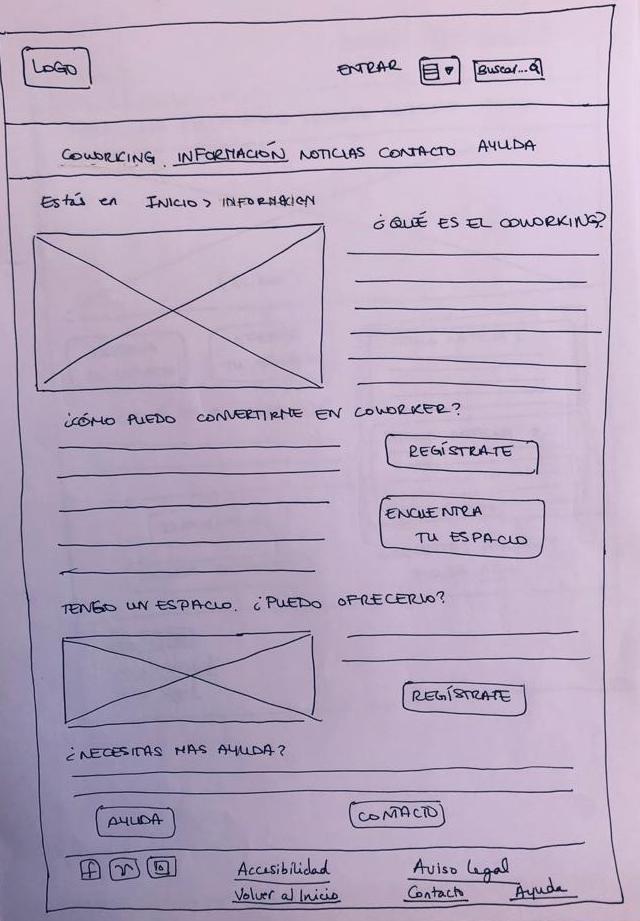 LOGO
ENTRAR
Buscar...
COWORKING INFORMACIÓN NOTICIAS CONTACTO AYUDA
Estás en INICIO > INFORMACION
¿QUÉ ES EL COWORKING?
¿CÓMO PUEDO CONVERTIRME EN COWORKER?
REGÍSTRATE
ENCUENTRA
TU ESPACIO
TENGO UN ESPACIO. ¿PUEDO OFRECERLO?
REGÍSTRATE
¿NECESITAS MAS AYUDA?
AYUDA
CONTACTO
f
Accesibilidad
Aviso legal
Volver al Inicio
Contacto
Ayuda